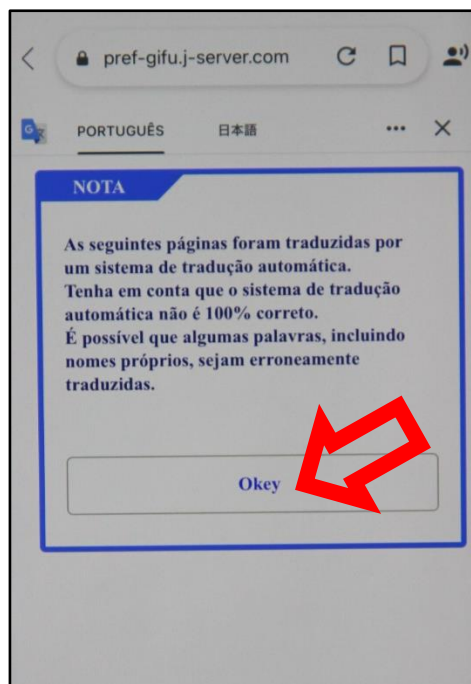 pref-gifu.j-server.com
PORTUGUÊS 日本語
NOTA
As seguintes páginas foram traduzidas por
um sistema de tradução automática.
Tenha em conta que o sistema de tradução
automática não é 100% correto.
É possível que algumas palavras, incluindo
nomes próprios, sejam erroneamente
traduzidas.
Okey